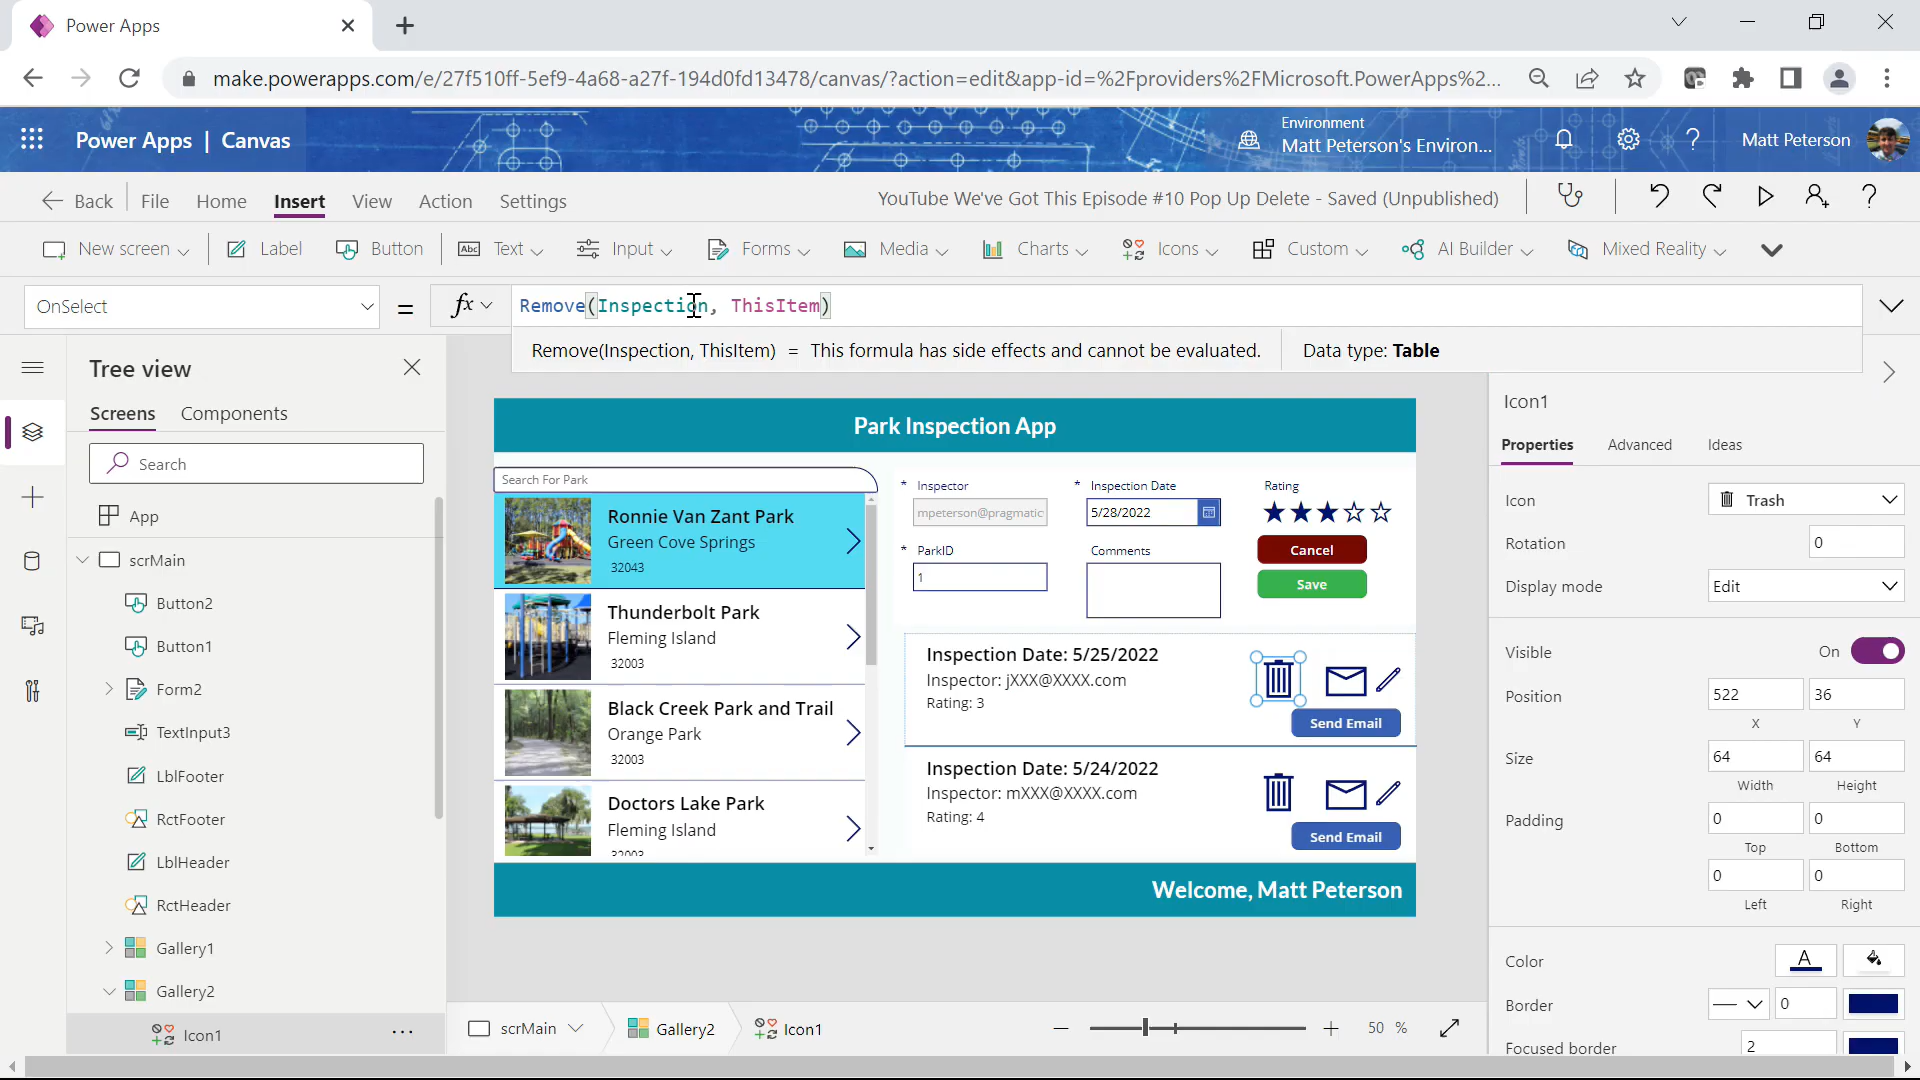 Power Apps
make.powerapps.com/e/27f510ff-5ef9-4a68-a27f-194d0fd13478/canvas/?action=edit&app-id=%2Fproviders%2FMicrosoft.PowerApps%2...
Power Apps | Canvas
Environment
Matt Peterson's Environ...
Matt Peterson
Back
File
Home
Insert
View
Action
Settings
YouTube We've Got This Episode #10 Pop Up Delete - Saved (Unpublished)
New screen
Label
Button
Abc Text
Input
Forms
Media
Charts
Icons
Custom
AI Builder
Mixed Reality
OnSelect
=
fx
Remove(Inspection, ThisItem)
Remove(Inspection, ThisItem) = This formula has side effects and cannot be evaluated.
Data type: Table
Tree view
Screens
Components
Search
App
scrMain
Button2
Button1
Form2
TextInput3
LblFooter
RctFooter
LblHeader
RctHeader
Gallery1
Gallery2
Icon1
Park Inspection App
Search For Park
Ronnie Van Zant Park
Green Cove Springs
32043
Thunderbolt Park
Fleming Island
32003
Black Creek Park and Trail
Orange Park
32003
Doctors Lake Park
Fleming Island
32003
* Inspector
mpeterson@pragmatic
* Inspection Date
5/28/2022
Rating
* ParkID
1
Comments
Cancel
Save
Inspection Date: 5/25/2022
Inspector: jXXX@XXXX.com
Rating: 3
Send Email
Inspection Date: 5/24/2022
Inspector: mXXX@XXXX.com
Rating: 4
Send Email
Welcome, Matt Peterson
scrMain
Gallery2
Icon1
50 %
Icon1
Properties
Advanced
Ideas
Icon
Trash
Rotation
0
Display mode
Edit
Visible
On
Position
522
36
X
Y
Size
64
64
Width
Height
Padding
0
0
Top
Bottom
0
0
Left
Right
Color
A
Border
0
Focused border
2